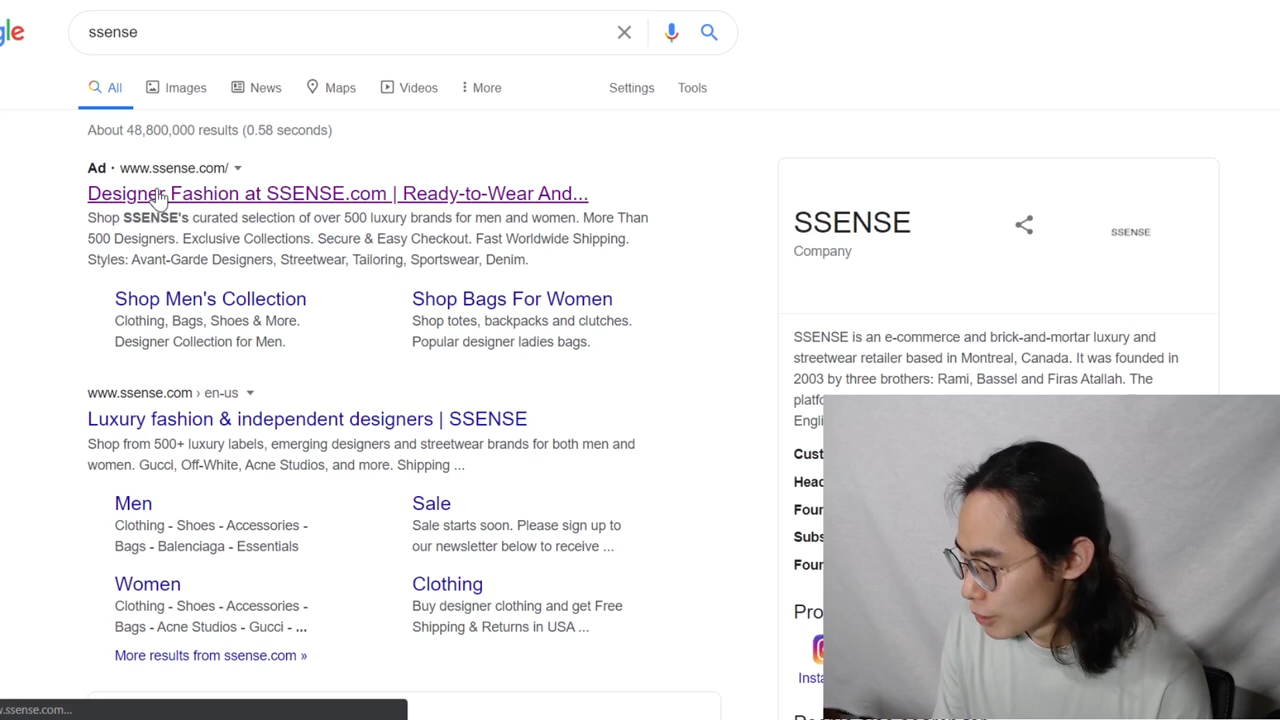 gle
ssense
All
Images
News
Maps
Videos
More
Settings
Tools
About 48,800,000 results (0.58 seconds)
Ad · www.ssense.com/
Designer Fashion at SSENSE.com | Ready-to-Wear And...
Shop SSENSE's curated selection of over 500 luxury brands for men and women. More Than
500 Designers. Exclusive Collections. Secure & Easy Checkout. Fast Worldwide Shipping.
Styles: Avant-Garde Designers, Streetwear, Tailoring, Sportswear, Denim.
Shop Men's Collection
Clothing, Bags, Shoes & More.
Designer Collection for Men.
Shop Bags For Women
Shop totes, backpacks and clutches.
Popular designer ladies bags.
www.ssense.com › en-us
Luxury fashion & independent designers | SSENSE
Shop from 500+ luxury labels, emerging designers and streetwear brands for both men and
women. Gucci, Off-White, Acne Studios, and more. Shipping ...
Men
Clothing - Shoes - Accessories -
Bags - Balenciaga - Essentials
Sale
Sale starts soon. Please sign up to
our newsletter below to receive ...
Women
Clothing - Shoes - Accessories -
Bags - Acne Studios - Gucci - ...
Clothing
Buy designer clothing and get Free
Shipping & Returns in USA ...
More results from ssense.com »
w.ssense.com...
SSENSE
Company
SSENSE
SSENSE is an e-commerce and brick-and-mortar luxury and
streetwear retailer based in Montreal, Canada. It was founded in
2003 by three brothers: Rami, Bassel and Firas Atallah. The
platfo
Engli
Cust
Head
Foun
Subs
Foun
Pro
Insta